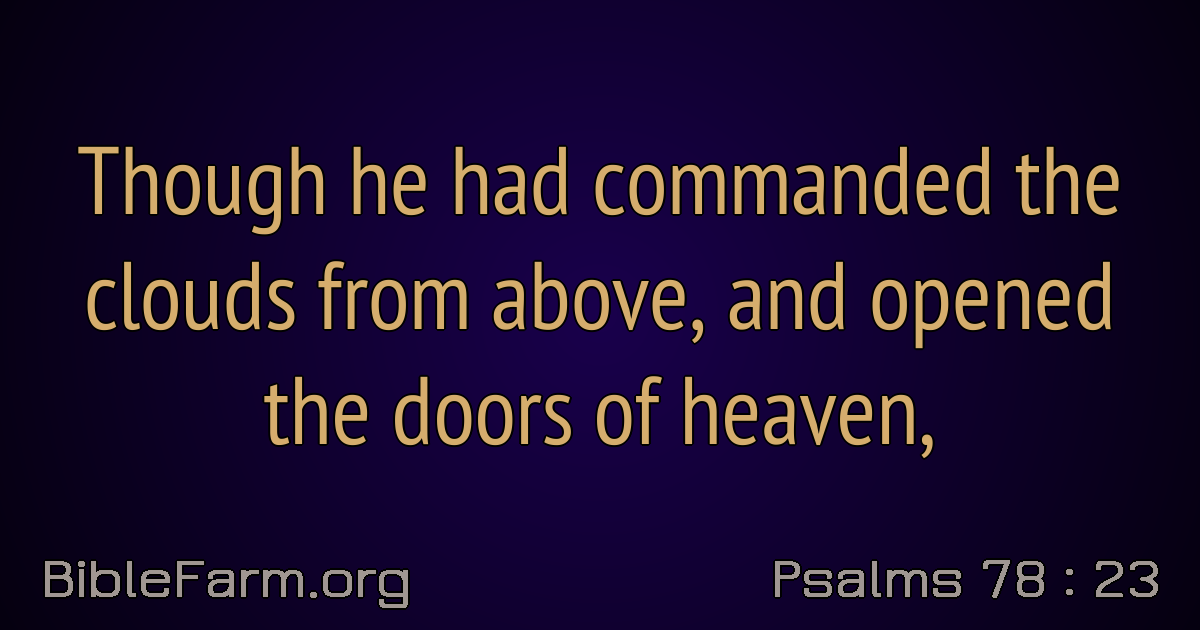 Though he had commanded the
clouds from above, and opened
the doors of heaven,
BibleFarm.org
Psalms 78 : 23